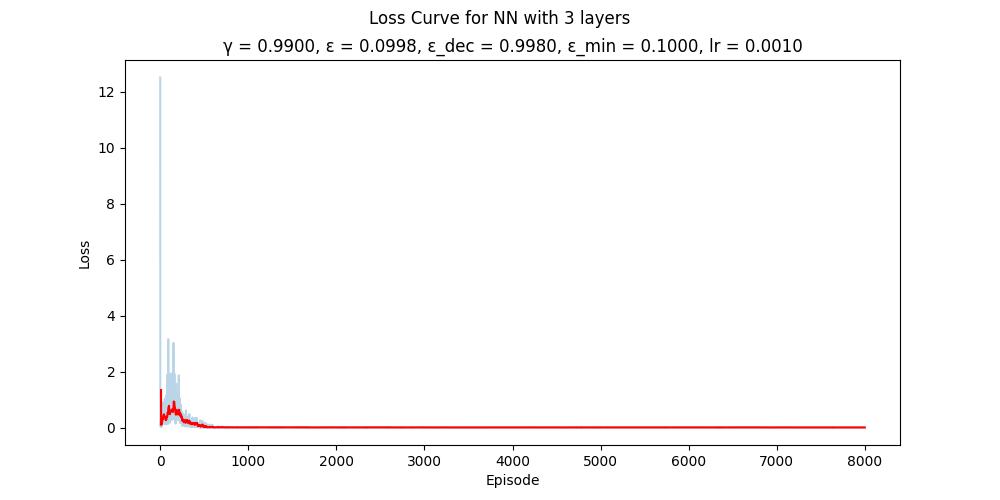 Loss Curve for NN with 3 layers
γ = 0.9900, ε = 0.0998, ε_dec = 0.9980, ε_min = 0.1000, lr = 0.0010
12
10
8
6
4
2
0
Loss
0 1000 2000 3000 4000 5000 6000 7000 8000
Episode